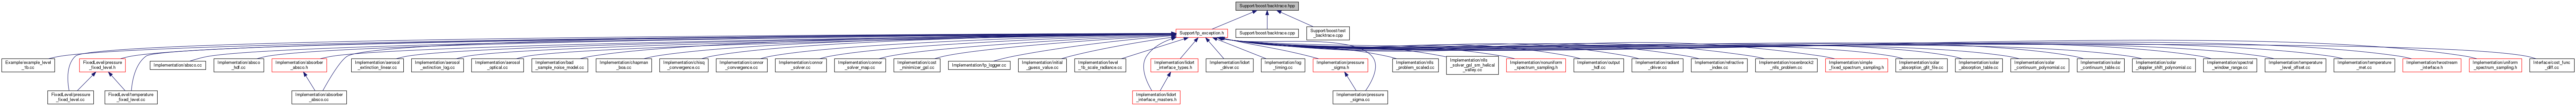 Support/boost/backtrace.hpp
Support/fp_exception.h
Support/boost/backtrace.cpp
Support/boost/test
_backtrace.cpp
Example/example_level
_1b.cc
FixedLevel/pressure
_fixed_level.h
Implementation/absco.cc
Implementation/absco
_hdf.cc
Implementation/absorber
_absco.h
Implementation/aerosol
_extinction_linear.cc
Implementation/aerosol
_extinction_log.cc
Implementation/aerosol
_optical.cc
Implementation/bad
_sample_noise_model.cc
Implementation/chapman
_boa.cc
Implementation/chisq
_convergence.cc
Implementation/connor
_convergence.cc
Implementation/connor
_solver.cc
Implementation/connor
_solver_map.cc
Implementation/cost
_minimizer_gsl.cc
Implementation/fp_logger.cc
Implementation/initial
_guess_value.cc
Implementation/level
_1b_scale_radiance.cc
Implementation/lidort
_interface_types.h
Implementation/lidort
_driver.cc
Implementation/log
_timing.cc
Implementation/pressure
_sigma.h
Implementation/nlls
_problem_scaled.cc
Implementation/nlls
_solver_gsl_sm_helical
_valley.cc
Implementation/nonuniform
_spectrum_sampling.h
Implementation/output
_hdf.cc
Implementation/radiant
_driver.cc
Implementation/refractive
_index.cc
Implementation/rosenbrock2
_nlls_problem.cc
Implementation/simple
_fixed_spectrum_sampling.h
Implementation/solar
_absorption_gfit_file.cc
Implementation/solar
_absorption_table.cc
Implementation/solar
_continuum_polynomial.cc
Implementation/solar
_continuum_table.cc
Implementation/solar
_doppler_shift_polynomial.cc
Implementation/spectral
_window_range.cc
Implementation/temperature
_level_offset.cc
Implementation/temperature
_met.cc
Implementation/twostream
_interface.h
Implementation/uniform
_spectrum_sampling.h
Interface/cost_func
_diff.cc
FixedLevel/pressure
_fixed_level.cc
FixedLevel/temperature
_fixed_level.cc
Implementation/absorber
_absco.cc
Implementation/lidort
_interface_masters.h
Implementation/pressure
_sigma.cc